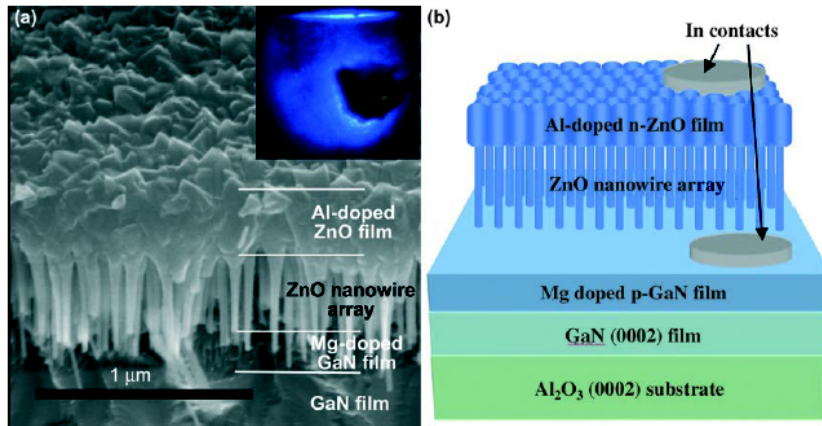 (a)
Al-doped
ZnO film
ZnO nanowire
array
Mg-doped
GaN film
1 μm
GaN film
(b)
In contacts
Al-doped n-ZnO film
ZnO nanowire array
Mg doped p-GaN film
GaN (0002) film
Al₂O₃ (0002) substrate